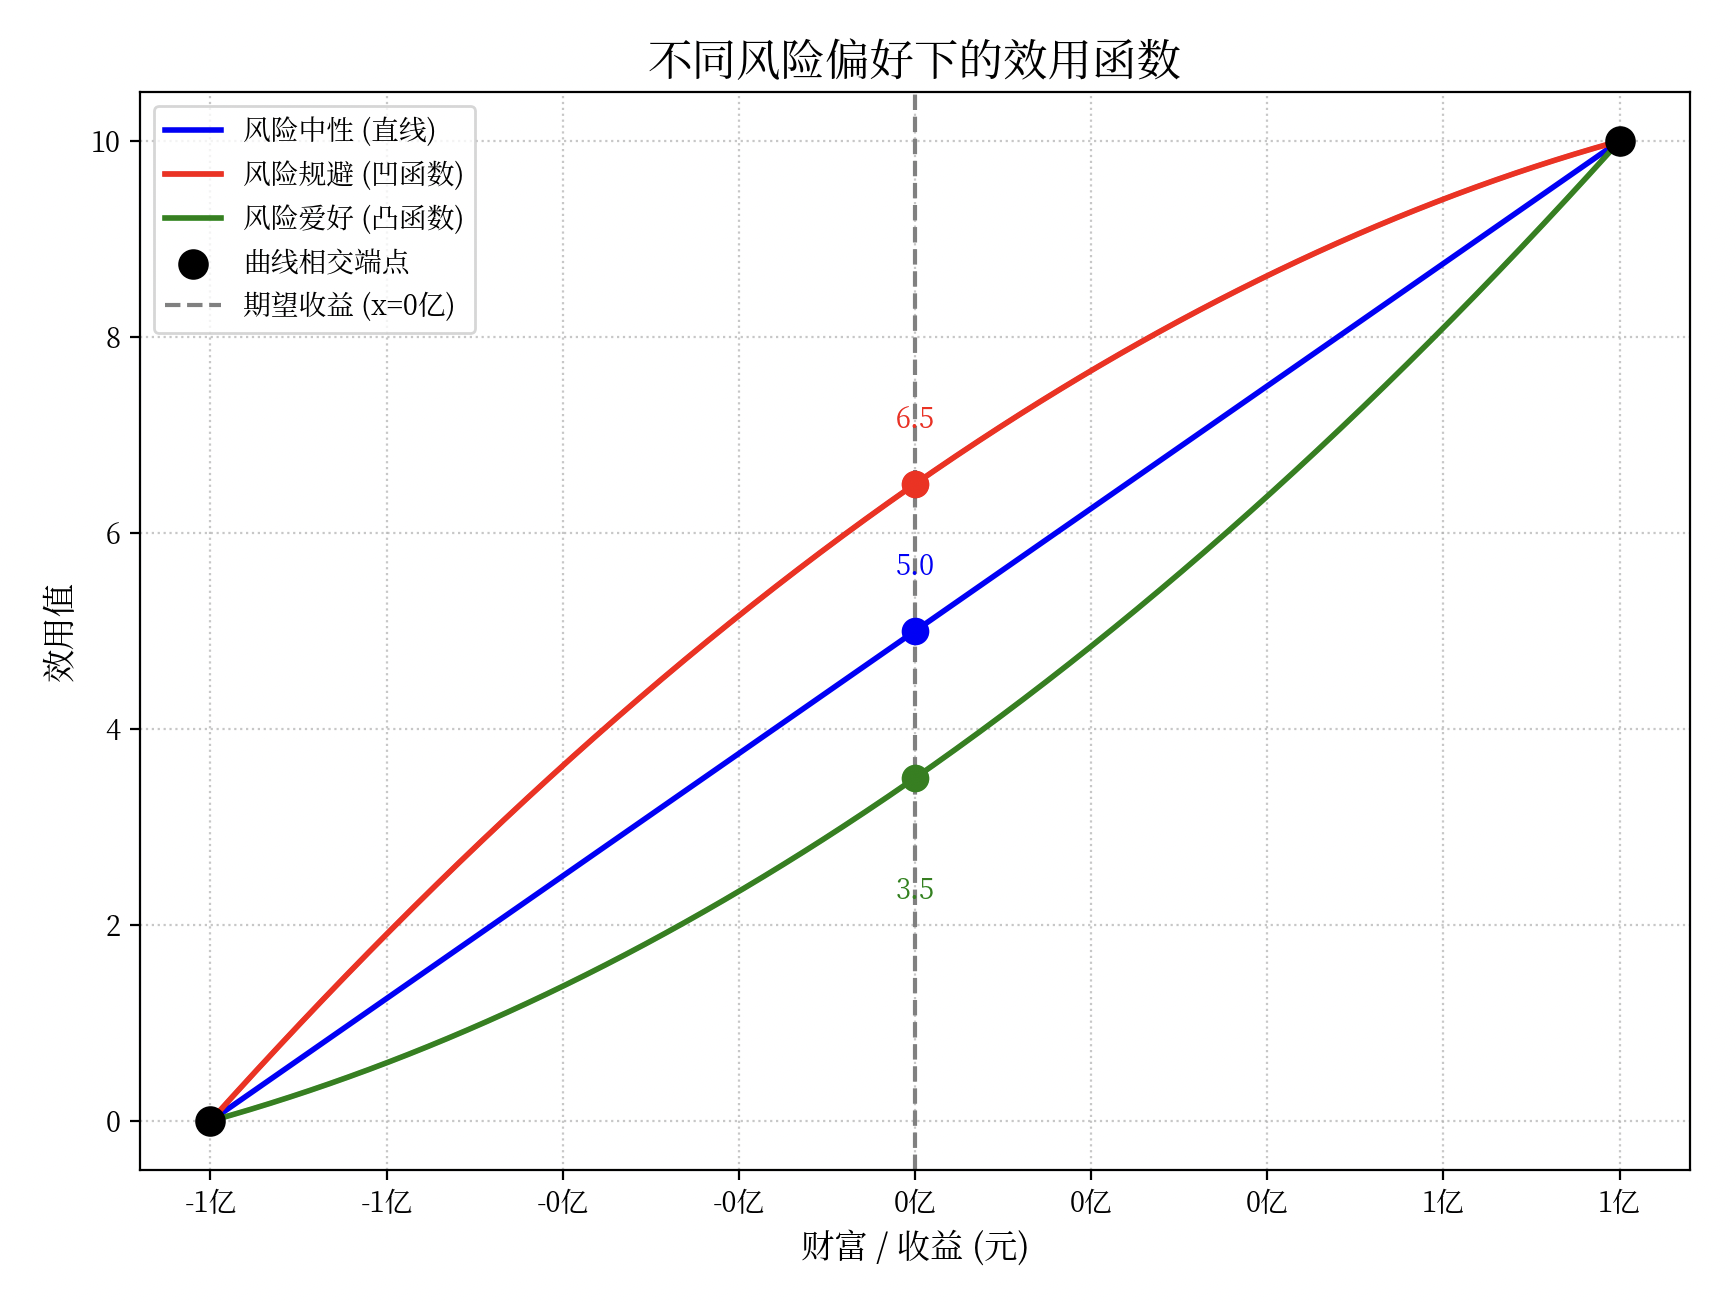 不同风险偏好下的效用函数
风险中性 (直线)
风险规避 (凹函数)
风险爱好 (凸函数)
曲线相交端点
期望收益 (x=0亿)
10
8
6
4
2
0
效用值
6.5
5.0
3.5
-1亿 -1亿 -0亿 -0亿 0亿 0亿 0亿 1亿 1亿
财富 / 收益 (元)